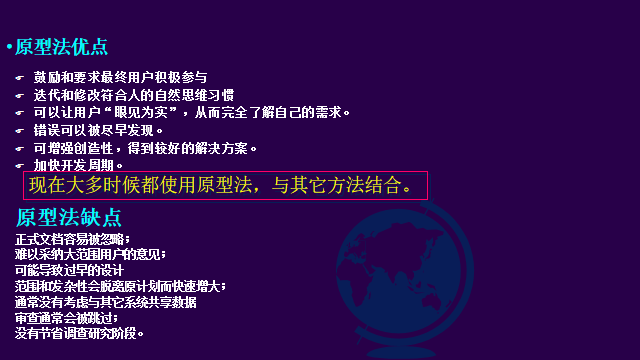 •原型法优点
☞ 鼓励和要求最终用户积极参与
☞ 迭代和修改符合人的自然思维习惯
☞ 可以让用户“眼见为实”，从而完全了解自己的需求。
☞ 错误可以被尽早发现。
☞ 可增强创造性，得到较好的解决方案。
☞ 加快开发周期。
现在大多时候都使用原型法，与其它方法结合。
原型法缺点
正式文档容易被忽略；
难以采纳大范围用户的意见；
可能导致过早的设计
范围和发杂性会脱离原计划而快速增大；
通常没有考虑与其它系统共享数据
审查通常会被跳过；
没有节省调查研究阶段。